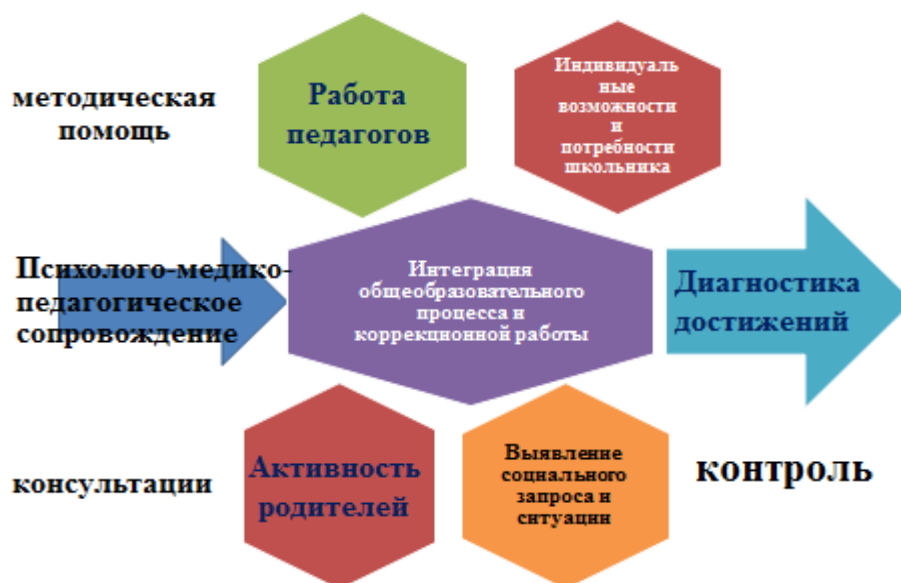 методическая
помощь
Работа
педагогов
Индивидуаль
ные
возможности
и
потребности
школьника
Психолого-медико-
педагогическое
сопровождение
Интеграция
общеобразовательного
процесса и
коррекционной работы
Диагностика
достижений
консультации
Активность
родителей
Выявление
социального
запроса и
ситуации
контроль